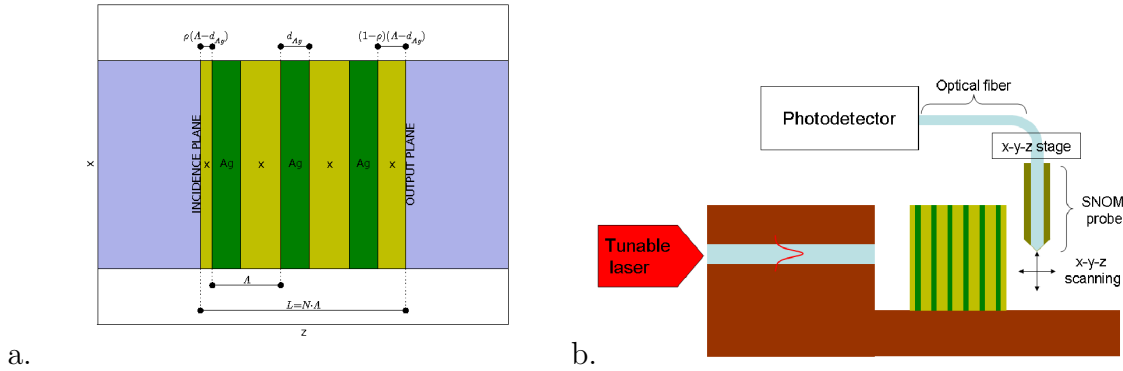 ρ(Λ−d_Ag)
d_Ag
(1−ρ)(Λ−d_Ag)
x
INCIDENCE PLANE
x
Ag
x
Ag
x
Ag
x
OUTPUT PLANE
Λ
L=N·Λ
z
a.
Optical fiber
Photodetector
x-y-z stage
SNOM
probe
Tunable
laser
x-y-z
scanning
b.